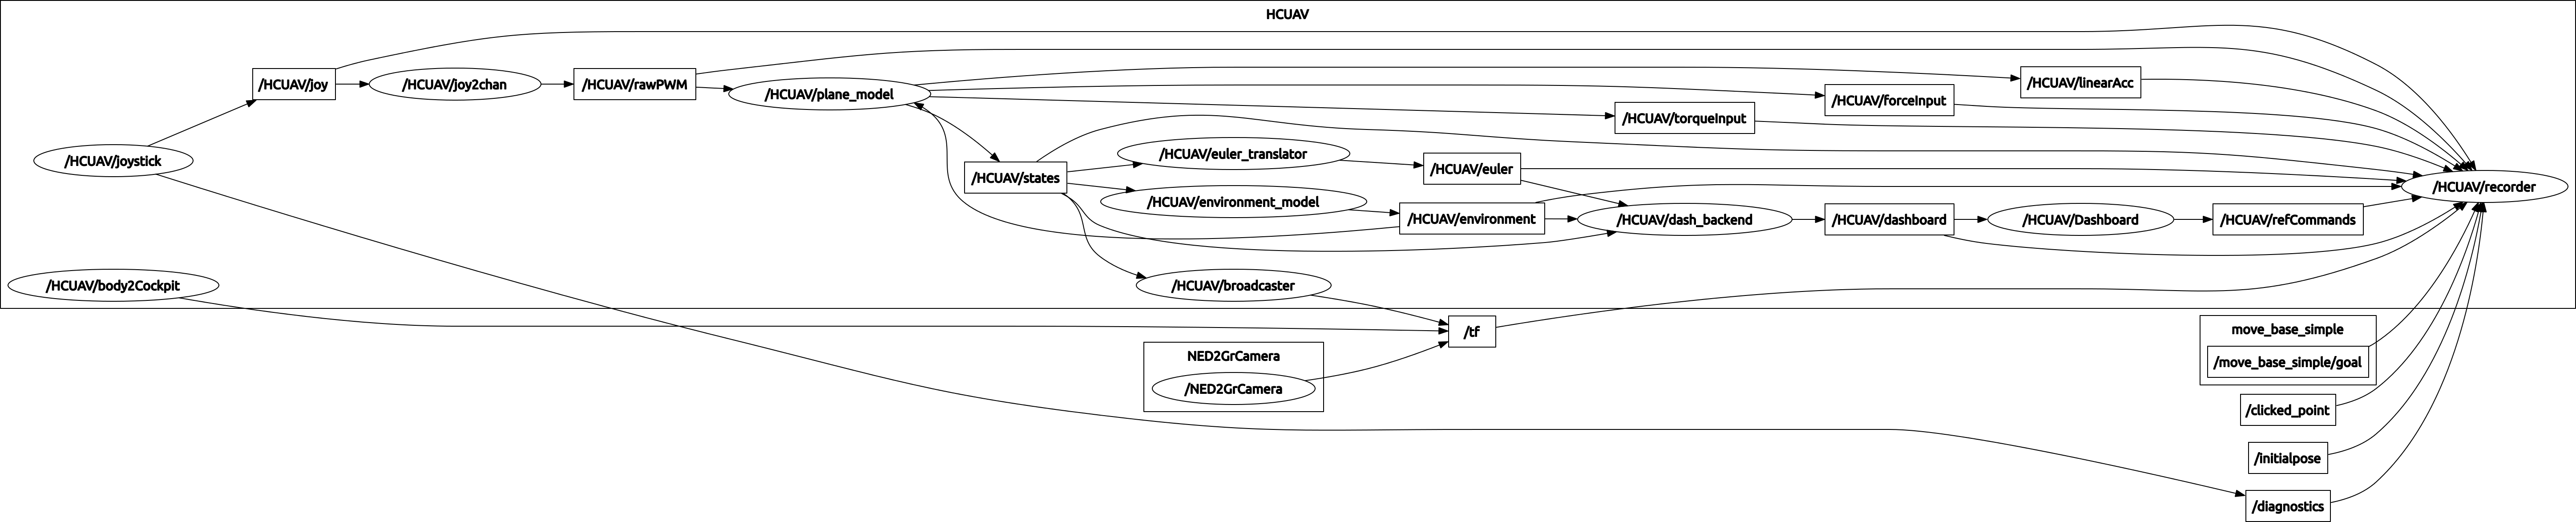 HCUAV
/HCUAV/joy
/HCUAV/joy2chan
/HCUAV/rawPWM
/HCUAV/plane_model
/HCUAV/linearAcc
/HCUAV/forceInput
/HCUAV/torqueInput
/HCUAV/joystick
/HCUAV/states
/HCUAV/euler_translator
/HCUAV/euler
/HCUAV/recorder
/HCUAV/environment_model
/HCUAV/environment
/HCUAV/dash_backend
/HCUAV/dashboard
/HCUAV/Dashboard
/HCUAV/refCommands
/HCUAV/body2Cockpit
/HCUAV/broadcaster
/tf
move_base_simple
/move_base_simple/goal
NED2GrCamera
/NED2GrCamera
/clicked_point
/initialpose
/diagnostics